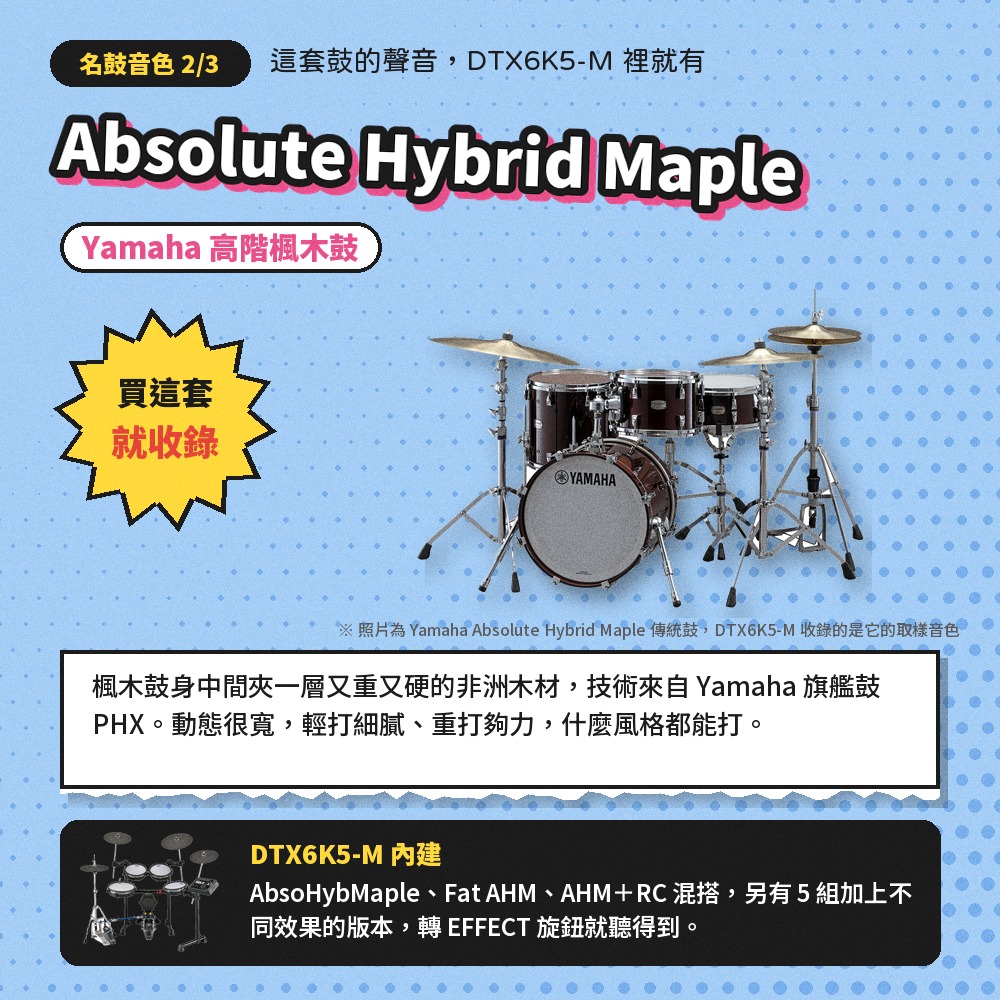 名鼓音色 2/3
這套鼓的聲音，DTX6K5-M 裡就有
Absolute Hybrid Maple
Yamaha 高階楓木鼓
買這套
就收錄
YAMAHA
※ 照片為 Yamaha Absolute Hybrid Maple 傳統鼓，DTX6K5-M 收錄的是它的取樣音色
楓木鼓身中間夾一層又重又硬的非洲木材，技術來自 Yamaha 旗艦鼓
PHX。動態很寬，輕打細膩、重打夠力，什麼風格都能打。
DTX6K5-M 內建
AbsoHybMaple、Fat AHM、AHM＋RC 混搭，另有 5 組加上不
同效果的版本，轉 EFFECT 旋鈕就聽得到。